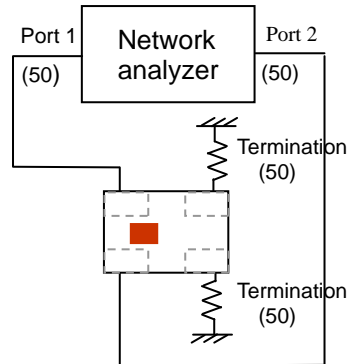 Port 1
Network
analyzer
Port 2
(50)
(50)
Termination
(50)
Termination
(50)